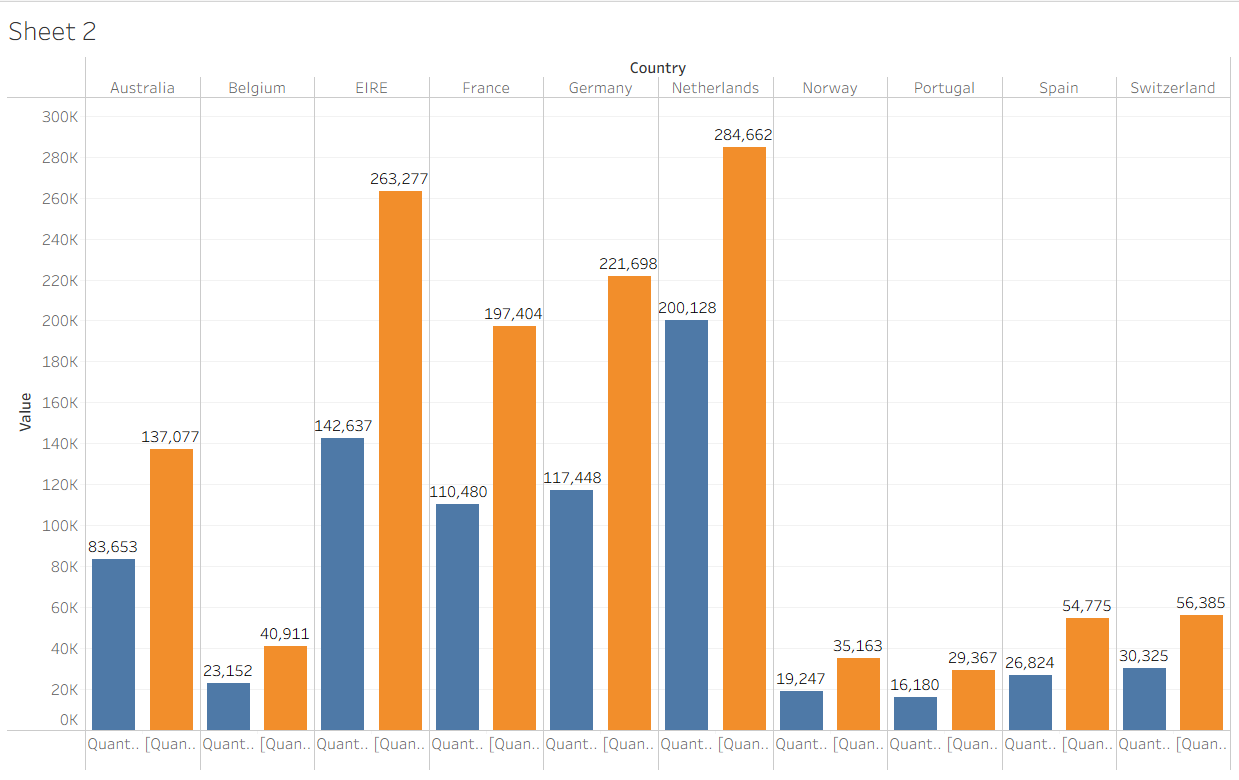 Sheet 2
Country
Australia Belgium EIRE France Germany Netherlands Norway Portugal Spain Switzerland
300K
280K
260K
240K
220K
200K
180K
160K
140K
120K
100K
80K
60K
40K
20K
0K
Value
83,653 137,077
23,152 40,911
142,637 263,277
110,480 197,404
117,448 221,698
200,128 284,662
19,247 35,163
16,180 29,367
26,824 54,775
30,325 56,385
Quant.. [Quan.. Quant.. [Quan.. Quant.. [Quan.. Quant.. [Quan.. Quant.. [Quan.. Quant.. [Quan.. Quant.. [Quan.. Quant.. [Quan.. Quant.. [Quan.. Quant.. [Quan..